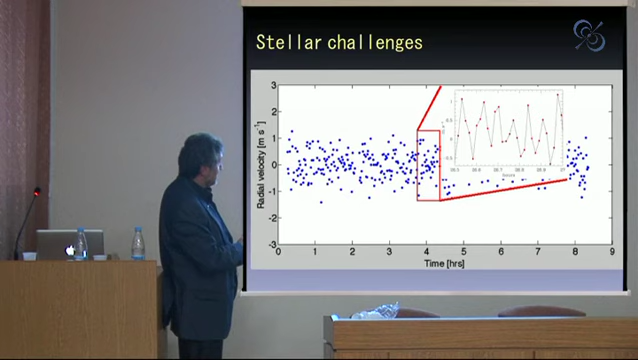 Stellar challenges
Radial velocity [m s⁻¹]
3
2
1
0
-1
-2
-3
0 1 2 3 4 5 6 7 8 9
Time [hrs]
hours